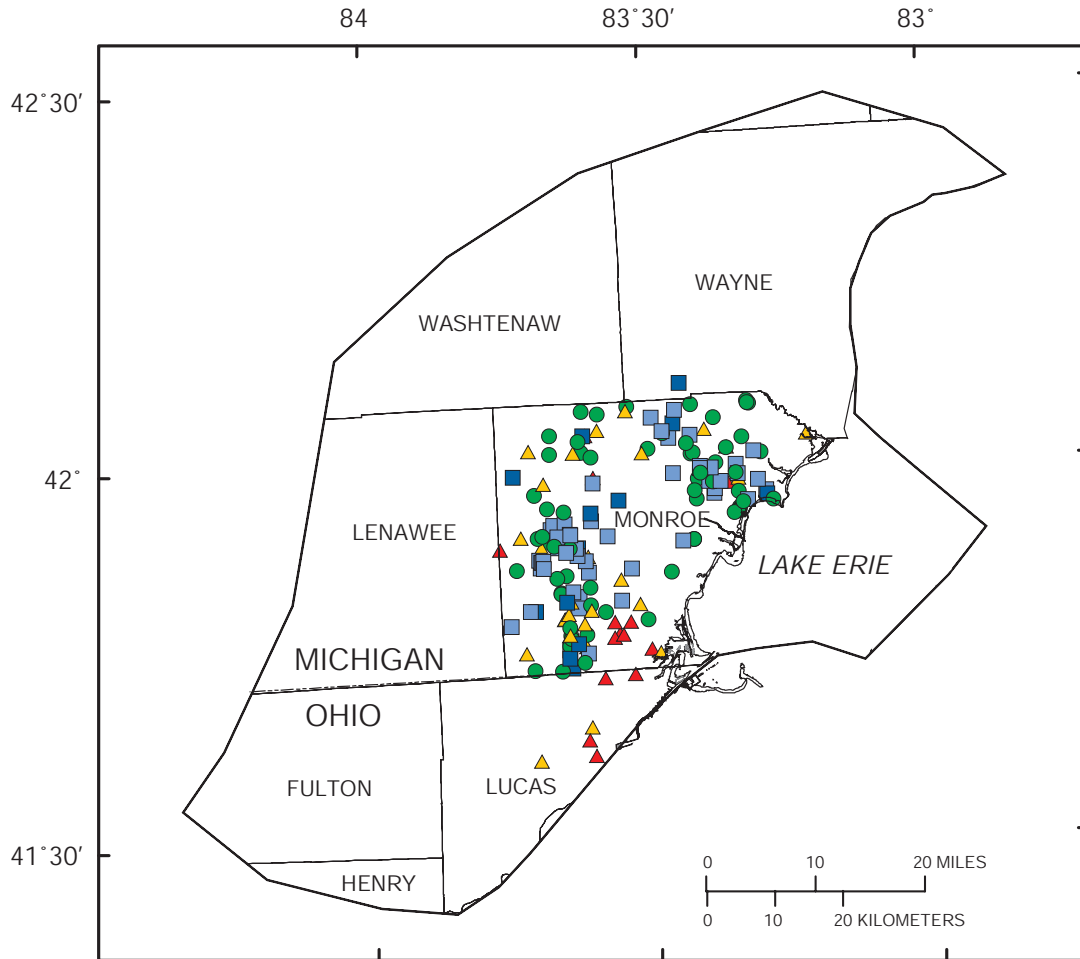 84
83˚30′
83˚
42˚30′
WAYNE
WASHTENAW
42˚
MONROE
LENAWEE
LAKE ERIE
MICHIGAN
OHIO
FULTON
LUCAS
41˚30′
0 10 20 MILES
HENRY
0 10 20 KILOMETERS